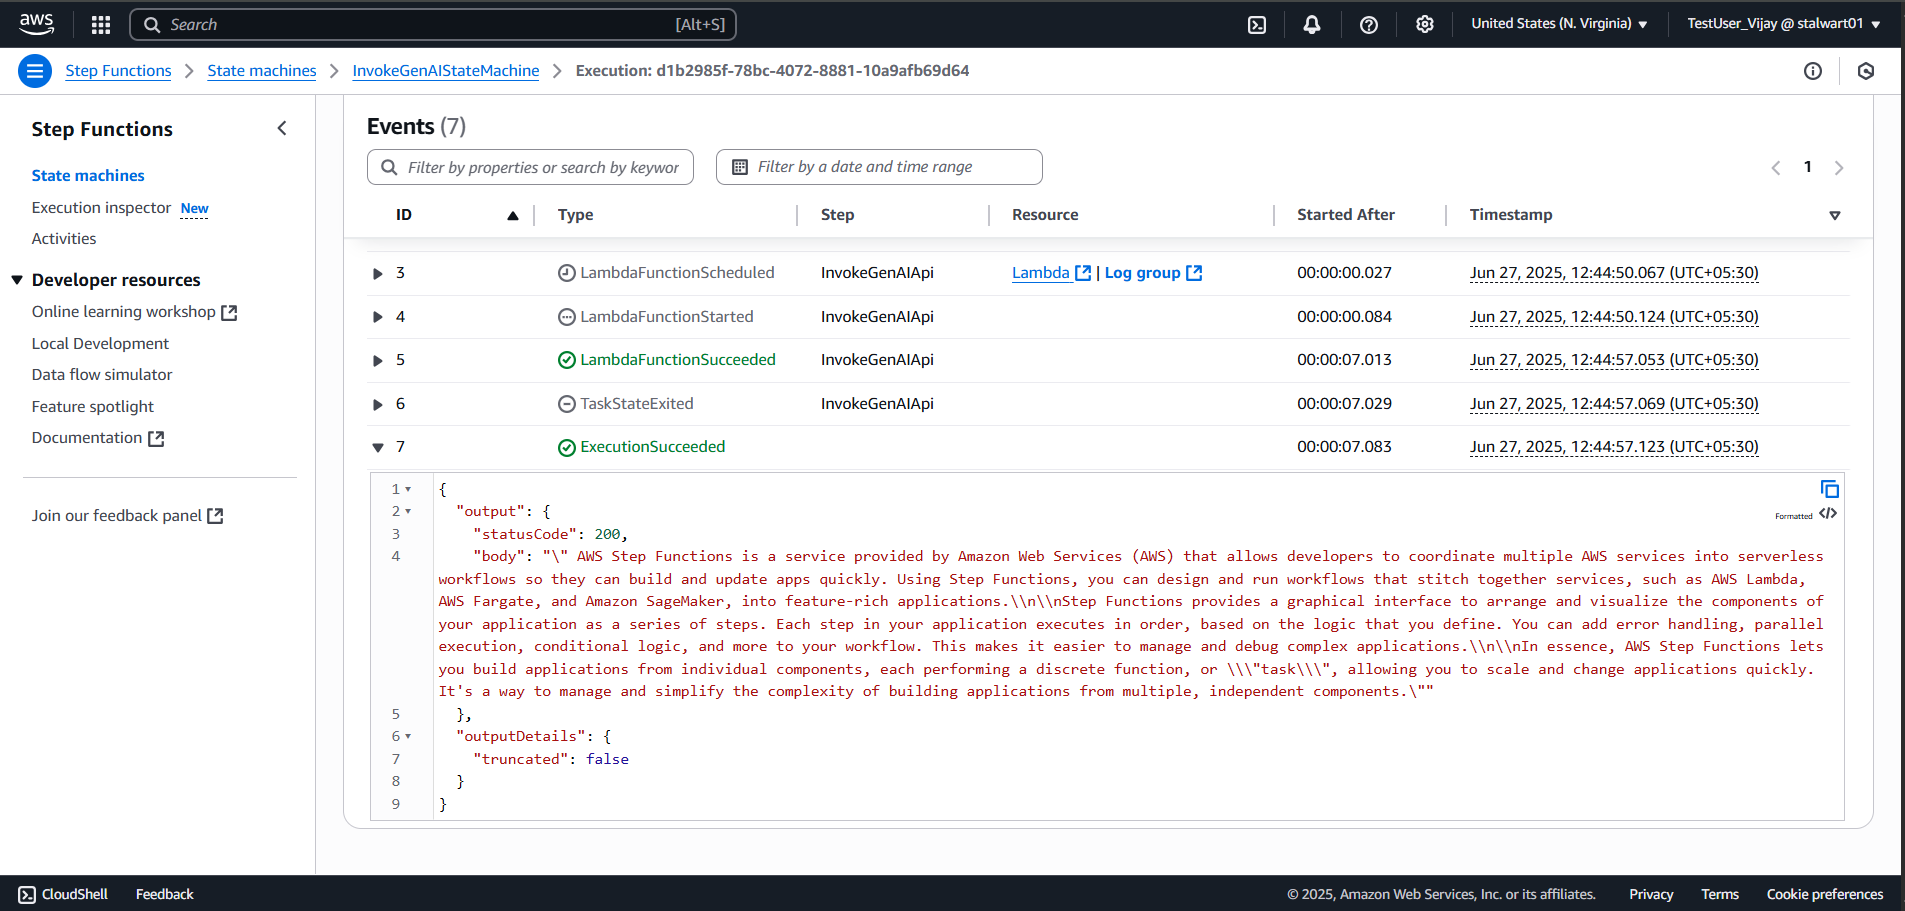 aws
Search [Alt+S]
United States (N. Virginia)
TestUser_Vijay @ stalwart01
Step Functions
State machines
InvokeGenAIStateMachine
Execution: d1b2985f-78bc-4072-8881-10a9afb69d64
Step Functions
State machines
Execution inspector New
Activities
Developer resources
Online learning workshop
Local Development
Data flow simulator
Feature spotlight
Documentation
Join our feedback panel
Events (7)
Filter by properties or search by keywor
Filter by a date and time range
1
ID Type Step Resource Started After Timestamp
3 LambdaFunctionScheduled InvokeGenAIApi Lambda | Log group 00:00:00.027 Jun 27, 2025, 12:44:50.067 (UTC+05:30)
4 LambdaFunctionStarted InvokeGenAIApi 00:00:00.084 Jun 27, 2025, 12:44:50.124 (UTC+05:30)
5 LambdaFunctionSucceeded InvokeGenAIApi 00:00:07.013 Jun 27, 2025, 12:44:57.053 (UTC+05:30)
6 TaskStateExited InvokeGenAIApi 00:00:07.029 Jun 27, 2025, 12:44:57.069 (UTC+05:30)
7 ExecutionSucceeded 00:00:07.083 Jun 27, 2025, 12:44:57.123 (UTC+05:30)
Formatted
1 {
2 "output": {
3 "statusCode": 200,
4 "body": "\" AWS Step Functions is a service provided by Amazon Web Services (AWS) that allows developers to coordinate multiple AWS services into serverless
workflows so they can build and update apps quickly. Using Step Functions, you can design and run workflows that stitch together services, such as AWS Lambda,
AWS Fargate, and Amazon SageMaker, into feature-rich applications.\\n\\nStep Functions provides a graphical interface to arrange and visualize the components of
your application as a series of steps. Each step in your application executes in order, based on the logic that you define. You can add error handling, parallel
execution, conditional logic, and more to your workflow. This makes it easier to manage and debug complex applications.\\n\\nIn essence, AWS Step Functions lets
you build applications from individual components, each performing a discrete function, or \\\"task\\\", allowing you to scale and change applications quickly.
It's a way to manage and simplify the complexity of building applications from multiple, independent components.\""
5 },
6 "outputDetails": {
7 "truncated": false
8 }
9 }
CloudShell Feedback
© 2025, Amazon Web Services, Inc. or its affiliates. Privacy Terms Cookie preferences